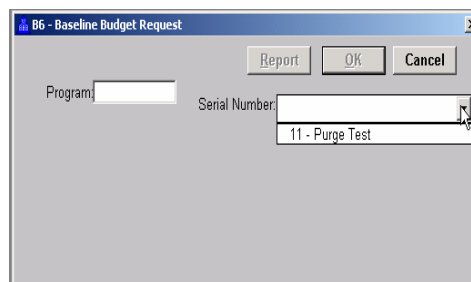 B6 - Baseline Budget Request
Report OK Cancel
Program:
Serial Number:
11 - Purge Test